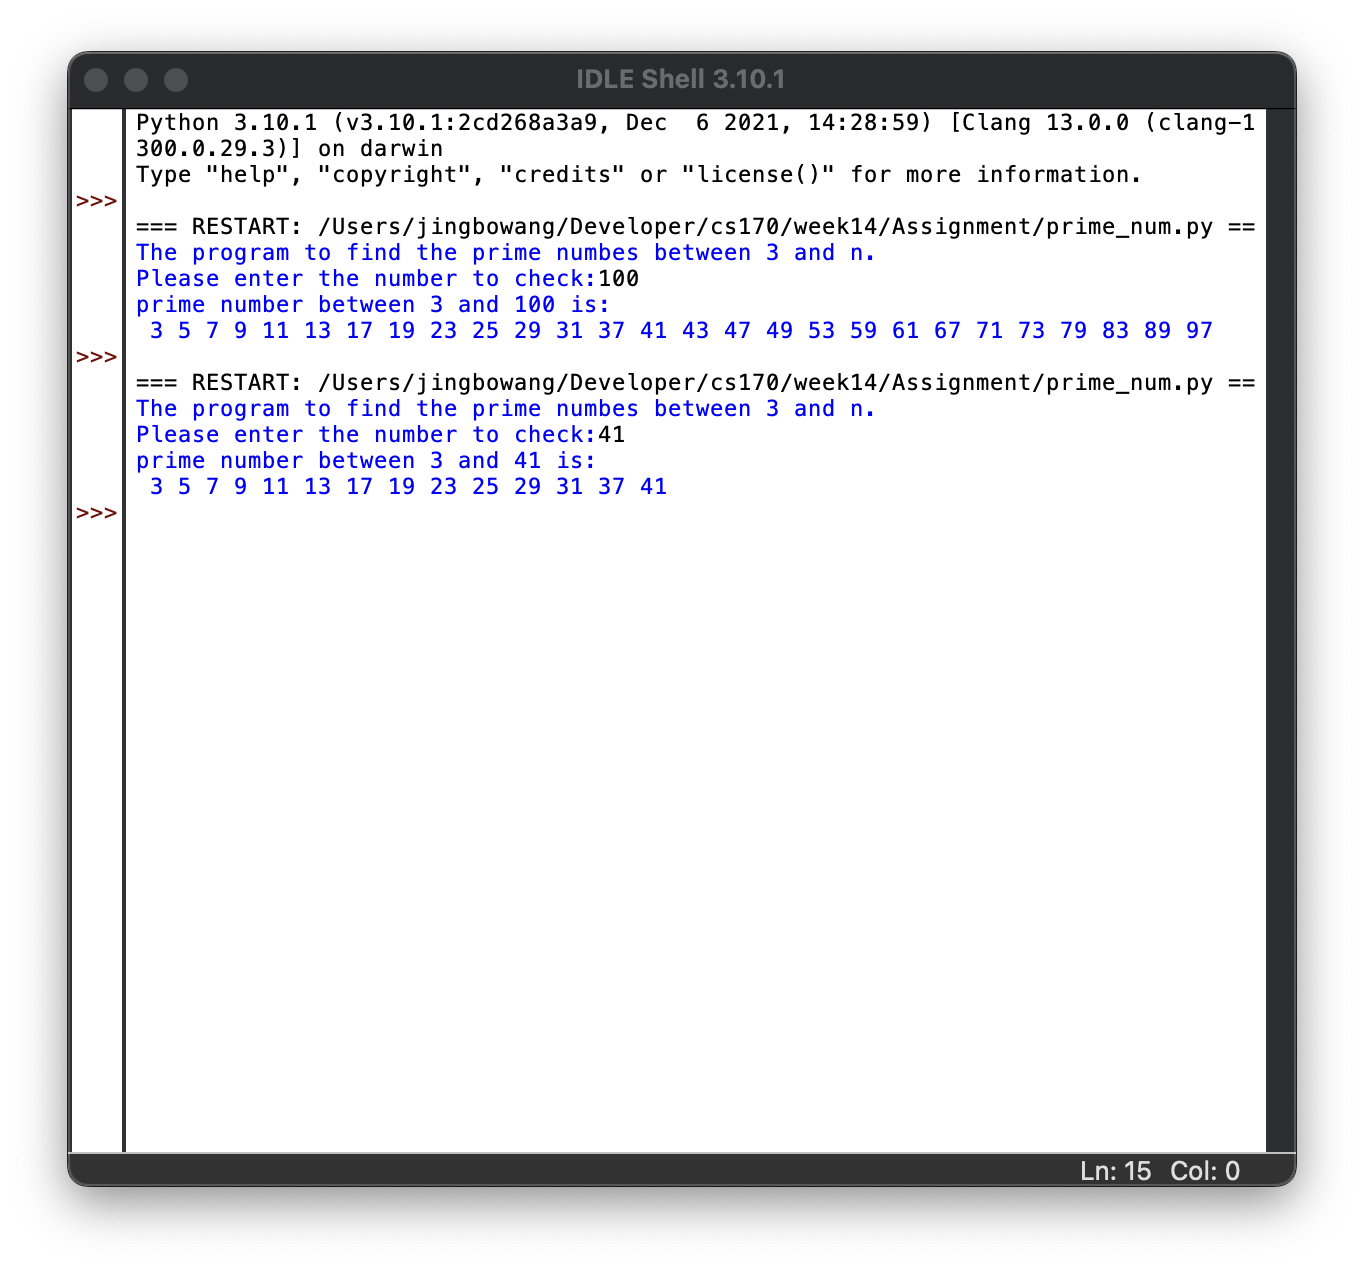 IDLE Shell 3.10.1
Python 3.10.1 (v3.10.1:2cd268a3a9, Dec  6 2021, 14:28:59) [Clang 13.0.0 (clang-1
300.0.29.3)] on darwin
Type "help", "copyright", "credits" or "license()" for more information.
>>>
=== RESTART: /Users/jingbowang/Developer/cs170/week14/Assignment/prime_num.py ==
The program to find the prime numbes between 3 and n.
Please enter the number to check:100
prime number between 3 and 100 is:
 3 5 7 9 11 13 17 19 23 25 29 31 37 41 43 47 49 53 59 61 67 71 73 79 83 89 97
>>>
=== RESTART: /Users/jingbowang/Developer/cs170/week14/Assignment/prime_num.py ==
The program to find the prime numbes between 3 and n.
Please enter the number to check:41
prime number between 3 and 41 is:
 3 5 7 9 11 13 17 19 23 25 29 31 37 41
>>>
Ln: 15  Col: 0